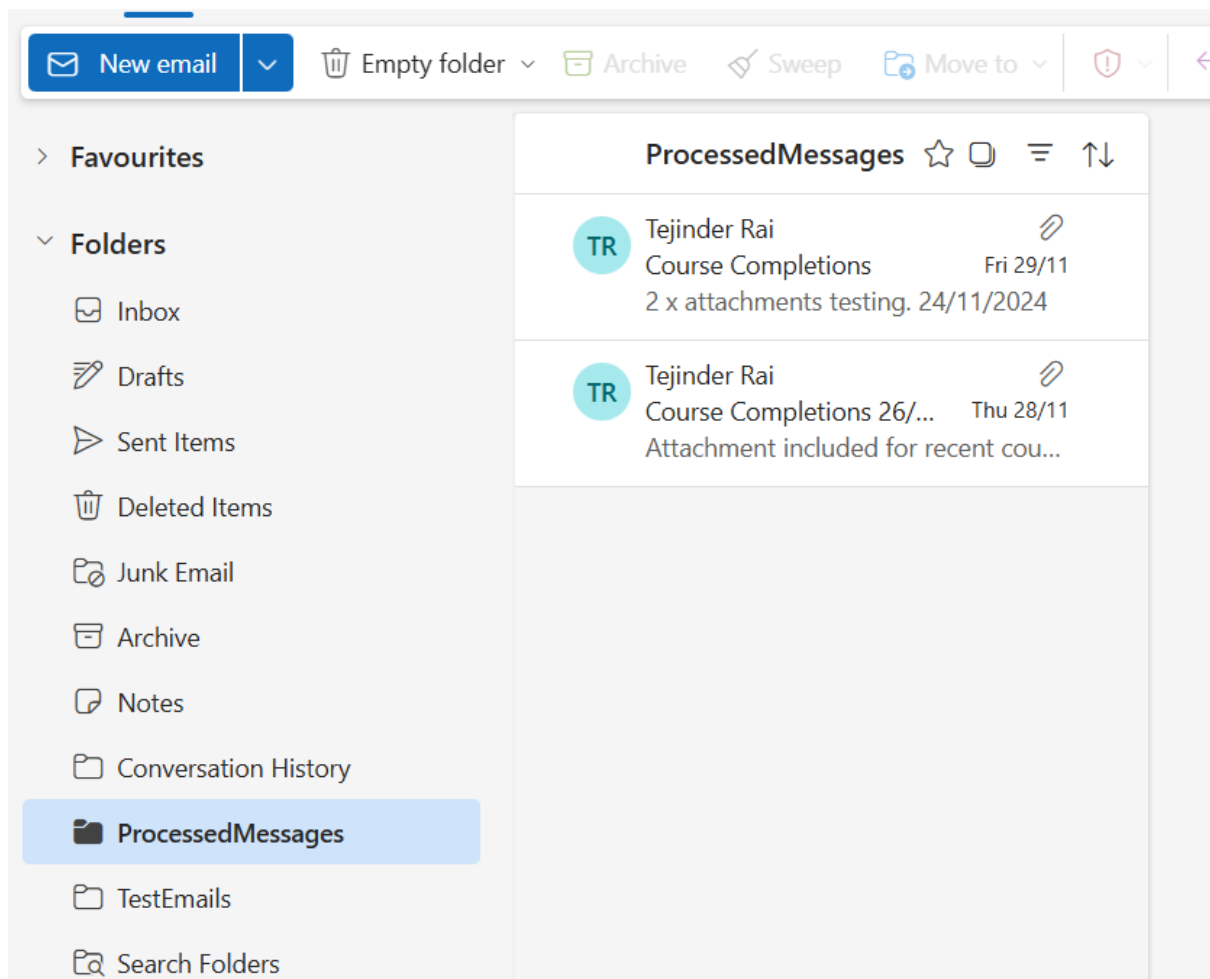 New email
Empty folder
Archive
Sweep
Move to
Favourites
Folders
Inbox
Drafts
Sent Items
Deleted Items
Junk Email
Archive
Notes
Conversation History
ProcessedMessages
TestEmails
Search Folders
ProcessedMessages
TR
Tejinder Rai
Course Completions
Fri 29/11
2 x attachments testing. 24/11/2024
TR
Tejinder Rai
Course Completions 26/...
Thu 28/11
Attachment included for recent cou...